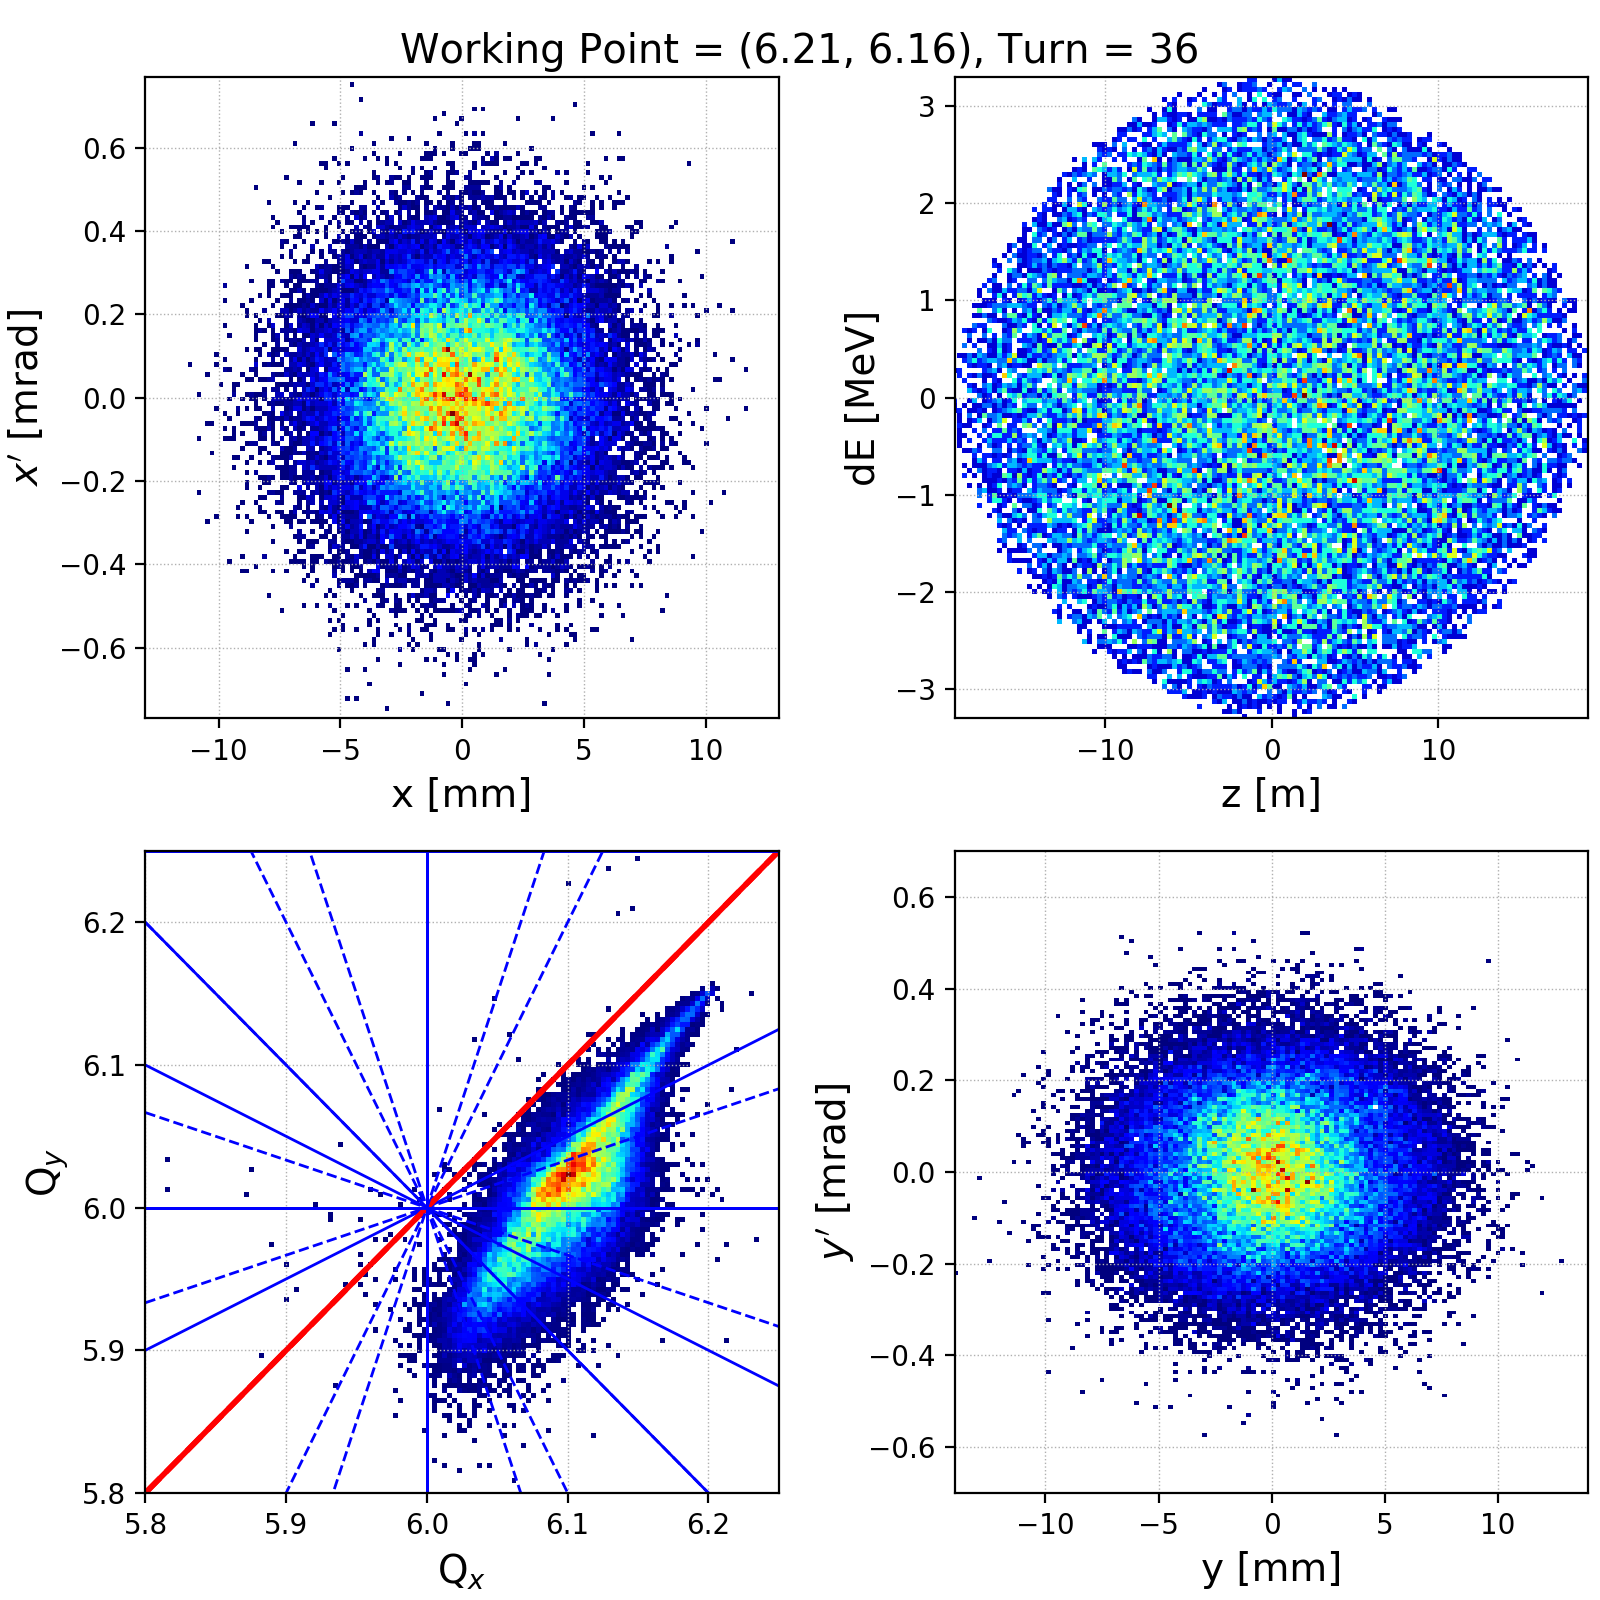 Working Point = (6.21, 6.16), Turn = 36
0.6
0.4
0.2
0.0
−0.2
−0.4
−0.6
x′ [mrad]
−10 −5 0 5 10
x [mm]
3
2
1
0
−1
−2
−3
dE [MeV]
−10 0 10
z [m]
6.2
6.1
6.0
5.9
5.8
Qy
5.8 5.9 6.0 6.1 6.2
Qx
0.6
0.4
0.2
0.0
−0.2
−0.4
−0.6
y′ [mrad]
−10 −5 0 5 10
y [mm]